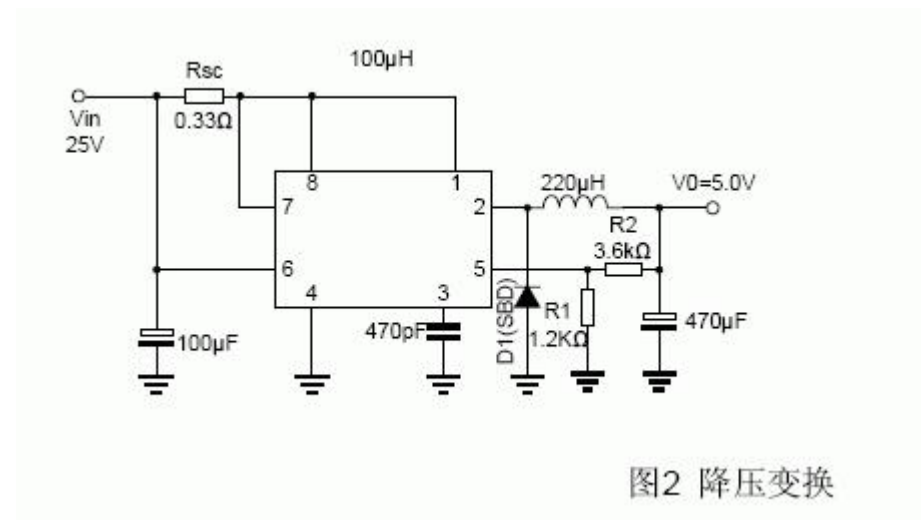 100μH
Rsc
Vin
0.33Ω
25V
8
1
7
2
220μH
V0=5.0V
R2
3.6kΩ
6
5
4
3
D1(SBD)
R1
1.2KΩ
470pF
100μF
470μF
图2 降压变换